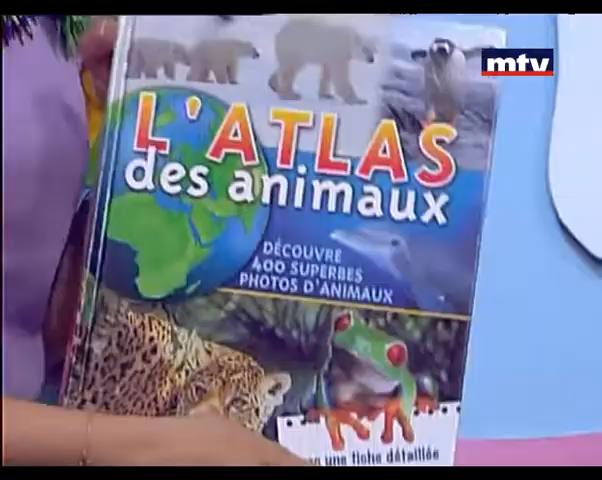 mtv
L'ATLAS
des animaux
DÉCOUVRE
400 SUPERBES
PHOTOS D'ANIMAUX
une fiche détaillée